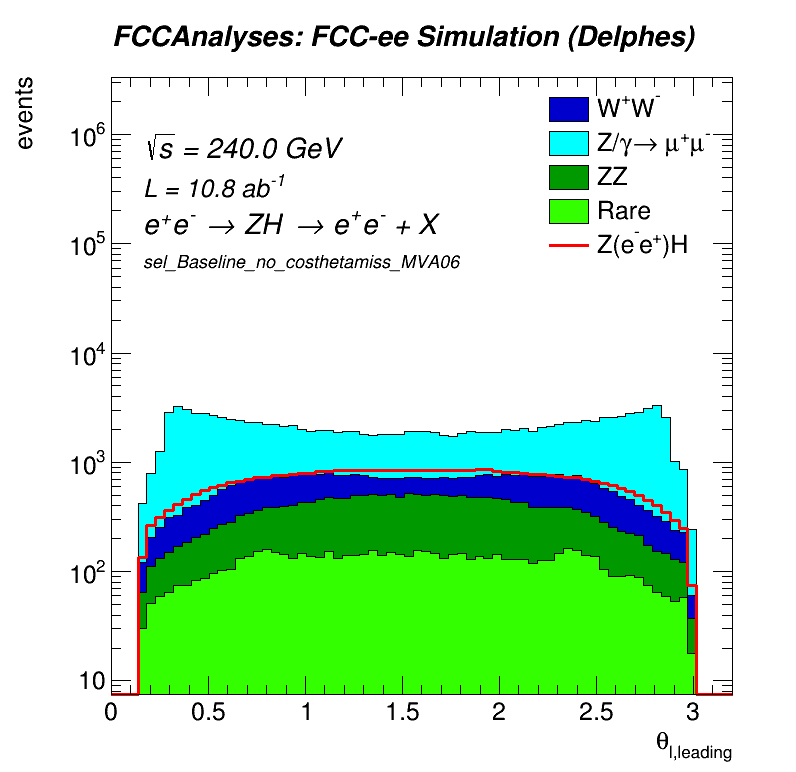 FCCAnalyses: FCC-ee Simulation (Delphes)
events
√s = 240.0 GeV
L = 10.8 ab⁻¹
e⁺e⁻ → ZH → e⁺e⁻ + X
sel_Baseline_no_costhetamiss_MVA06
W⁺W⁻
Z/γ→ μ⁺μ⁻
ZZ
Rare
Z(e⁻e⁺)H
10⁶
10⁵
10⁴
10³
10²
10
0 0.5 1 1.5 2 2.5 3
θ_l,leading